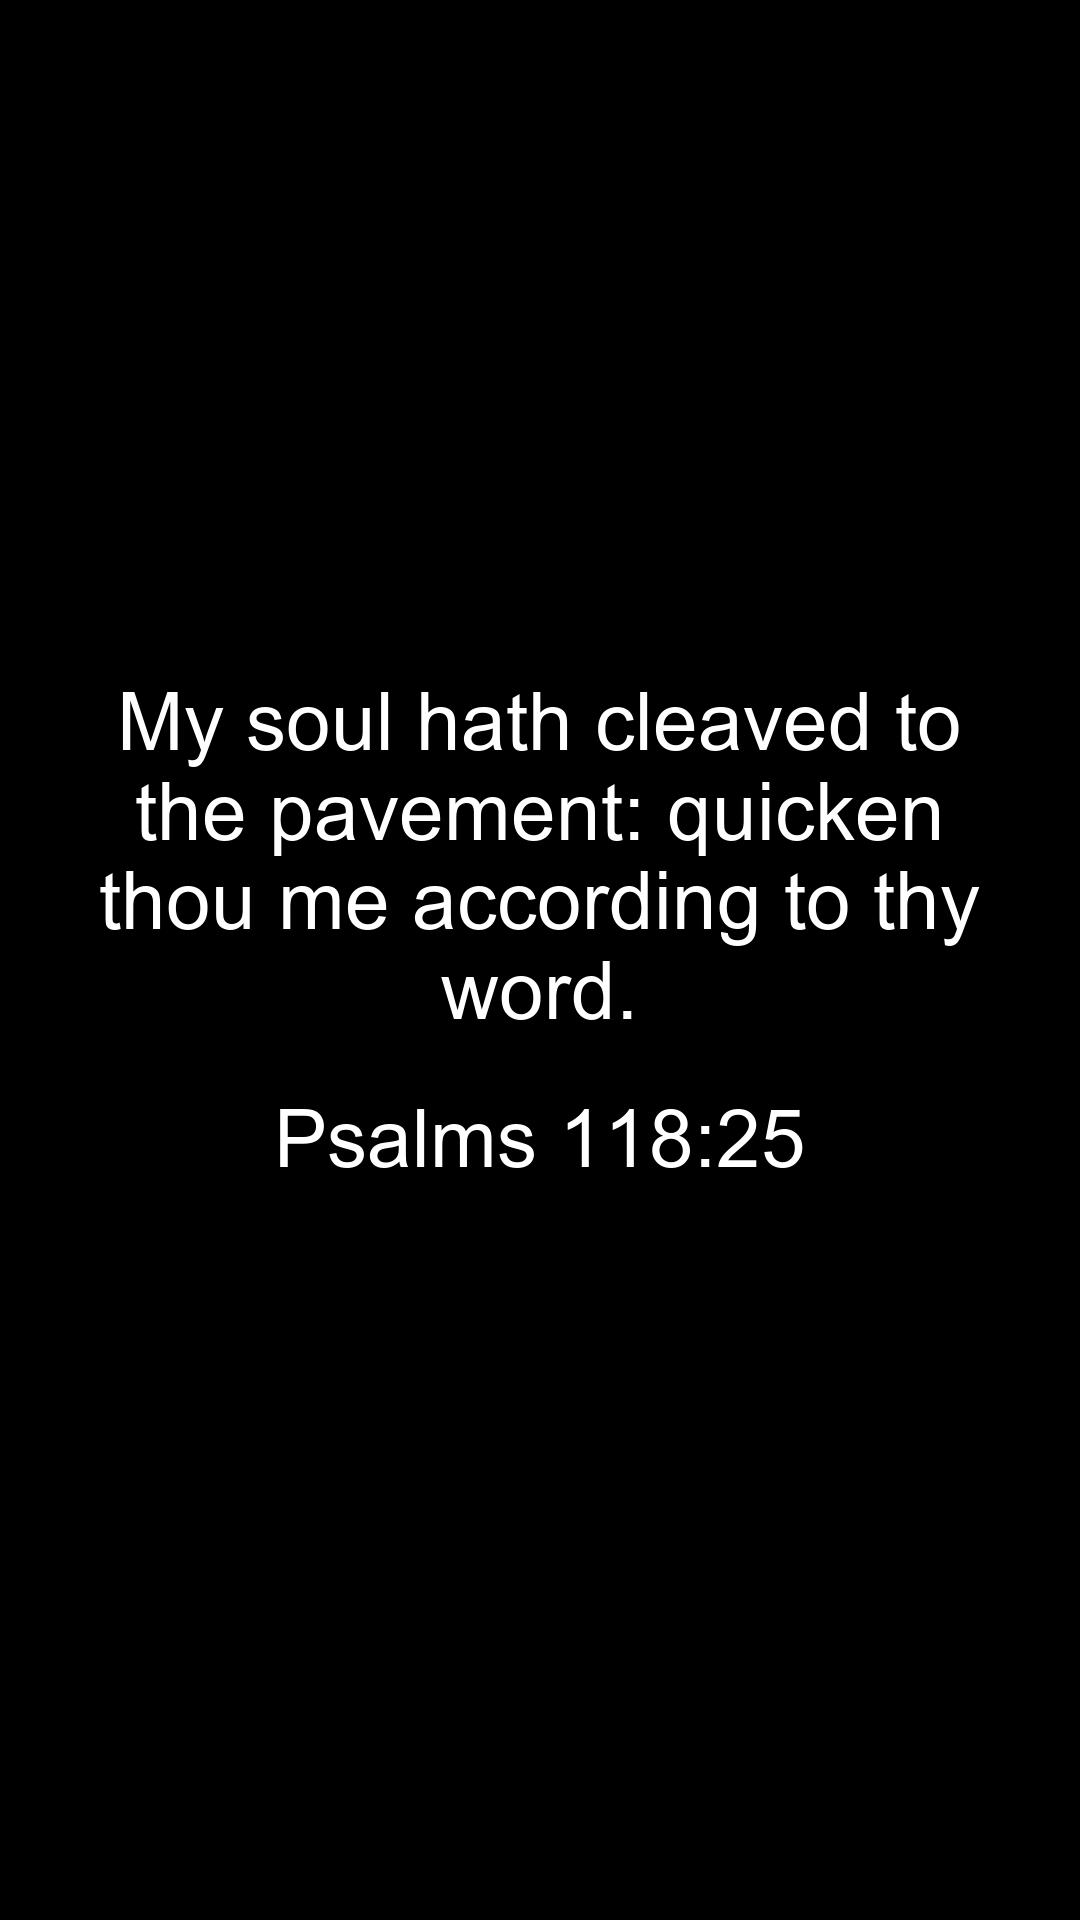 My soul hath cleaved to
the pavement: quicken
thou me according to thy
word.
Psalms 118:25